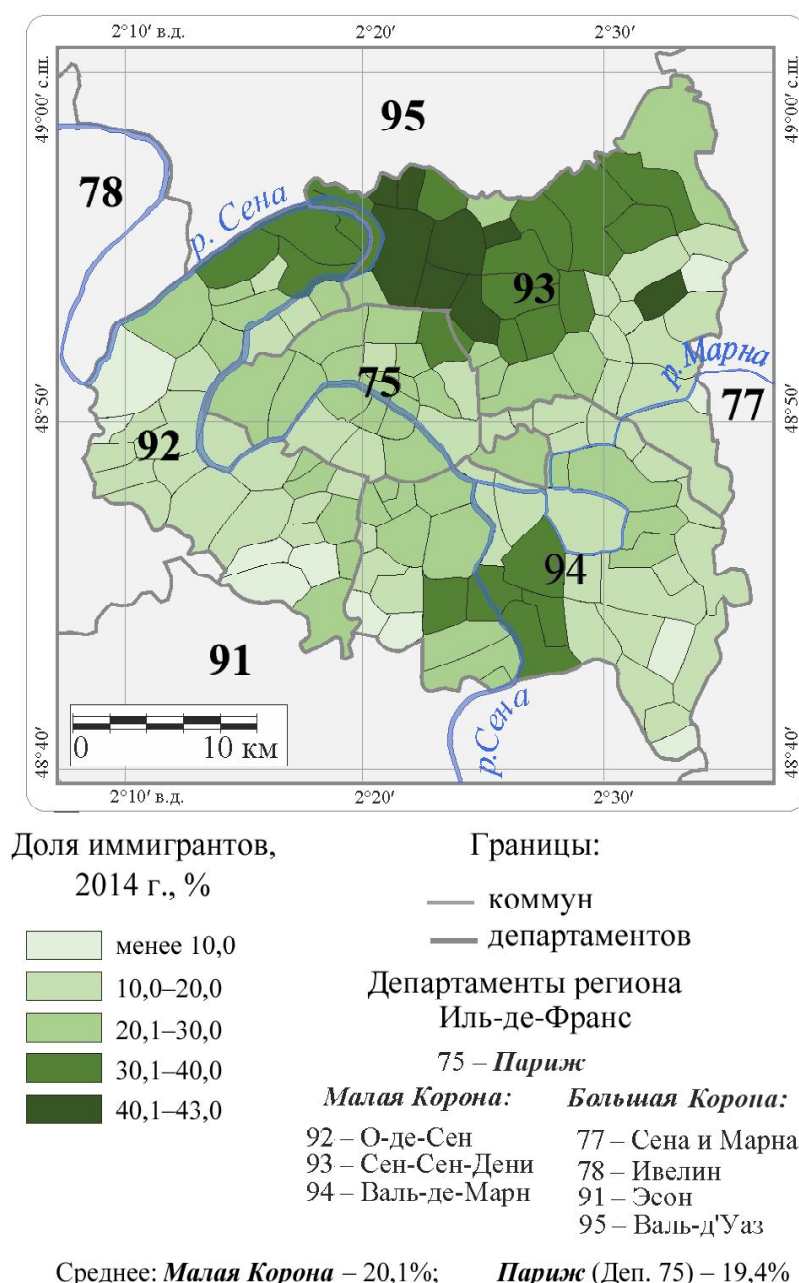 2°10′ в.д. 2°20′ 2°30′
49°00′ с.ш. 49°00′ с.ш.
95
78
р. Сена
93
75
р.Марна
77
48°50′ 48°50′
92
94
91
р.Сена
0 10 км
48°40′ 48°40′
2°10′ в.д. 2°20′ 2°30′
Доля иммигрантов,
2014 г., %
менее 10,0
10,0–20,0
20,1–30,0
30,1–40,0
40,1–43,0
Границы:
коммун
департаментов
Департаменты региона
Иль-де-Франс
75 – Париж
Малая Корона:
92 – О-де-Сен
93 – Сен-Сен-Дени
94 – Валь-де-Марн
Большая Корона:
77 – Сена и Марна
78 – Ивелин
91 – Эсон
95 – Валь-д'Уаз
Среднее: Малая Корона – 20,1%; Париж (Деп. 75) – 19,4%